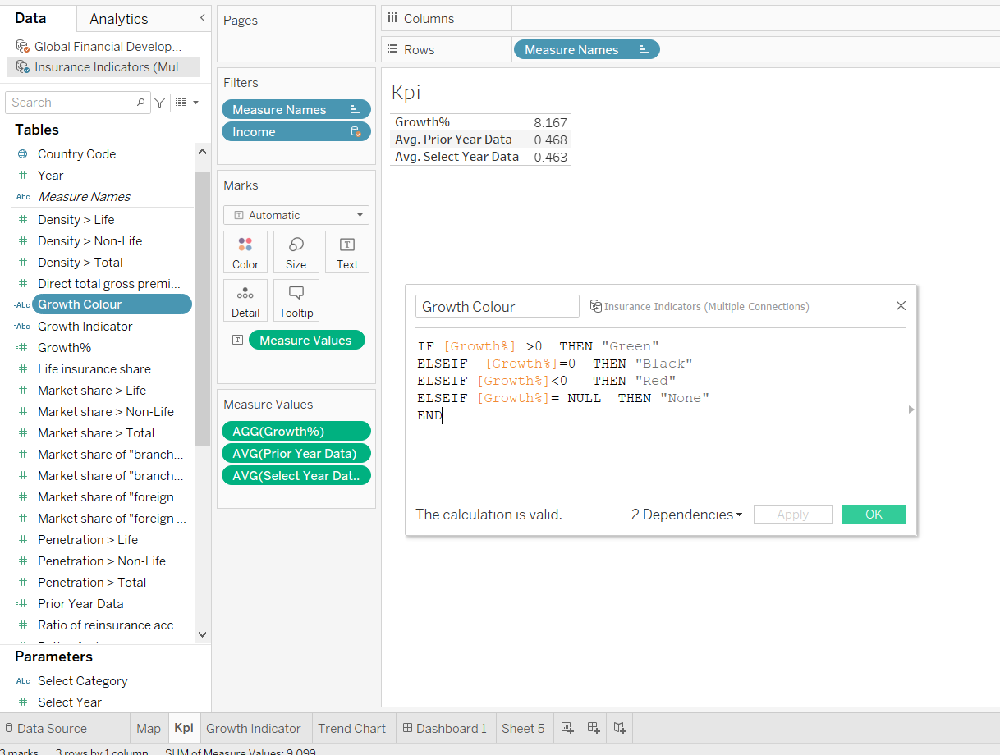 Data
Analytics
Global Financial Develop...
Insurance Indicators (Mul...
Search
Tables
Country Code
Year
Abc Measure Names
Density > Life
Density > Non-Life
Density > Total
Direct total gross premi...
=Abc Growth Colour
=Abc Growth Indicator
Growth%
Life insurance share
Market share > Life
Market share > Non-Life
Market share > Total
Market share of "branch...
Market share of "branch...
Market share of "foreign ...
Market share of "foreign ...
Penetration > Life
Penetration > Non-Life
Penetration > Total
Prior Year Data
Ratio of reinsurance acc...
Parameters
Abc Select Category
Select Year
Pages
Filters
Measure Names
Income
Marks
Automatic
Color Size Text
Detail Tooltip
Measure Values
Measure Values
AGG(Growth%)
AVG(Prior Year Data)
AVG(Select Year Dat..
Columns
Rows Measure Names
Kpi
Growth% 8.167
Avg. Prior Year Data 0.468
Avg. Select Year Data 0.463
Growth Colour Insurance Indicators (Multiple Connections)
IF [Growth%] >0 THEN "Green"
ELSEIF [Growth%]=0 THEN "Black"
ELSEIF [Growth%]<0 THEN "Red"
ELSEIF [Growth%]= NULL THEN "None"
END
The calculation is valid. 2 Dependencies Apply OK
Data Source Map Kpi Growth Indicator Trend Chart Dashboard 1 Sheet 5
3 marks 3 rows by 1 column SUM of Measure Values: 9.099